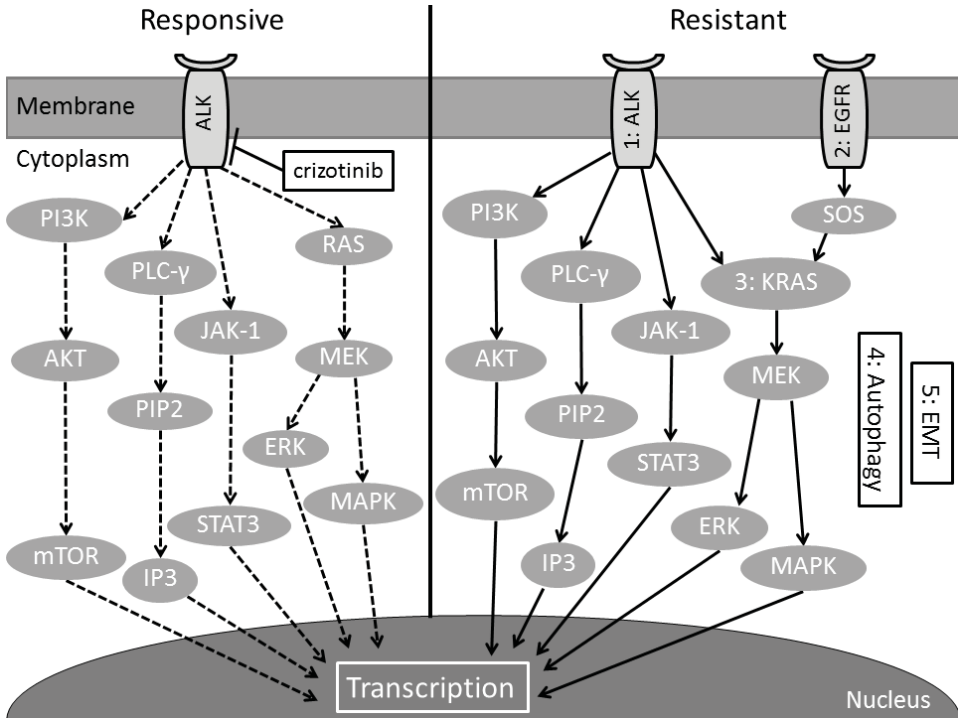 Responsive
Resistant
Membrane
Cytoplasm
ALK
crizotinib
PI3K
PLC-γ
RAS
JAK-1
AKT
MEK
PIP2
ERK
MAPK
STAT3
mTOR
IP3
1: ALK
2: EGFR
PI3K
SOS
PLC-γ
3: KRAS
JAK-1
AKT
MEK
PIP2
STAT3
mTOR
ERK
IP3
MAPK
4: Autophagy
5: EMT
Transcription
Nucleus